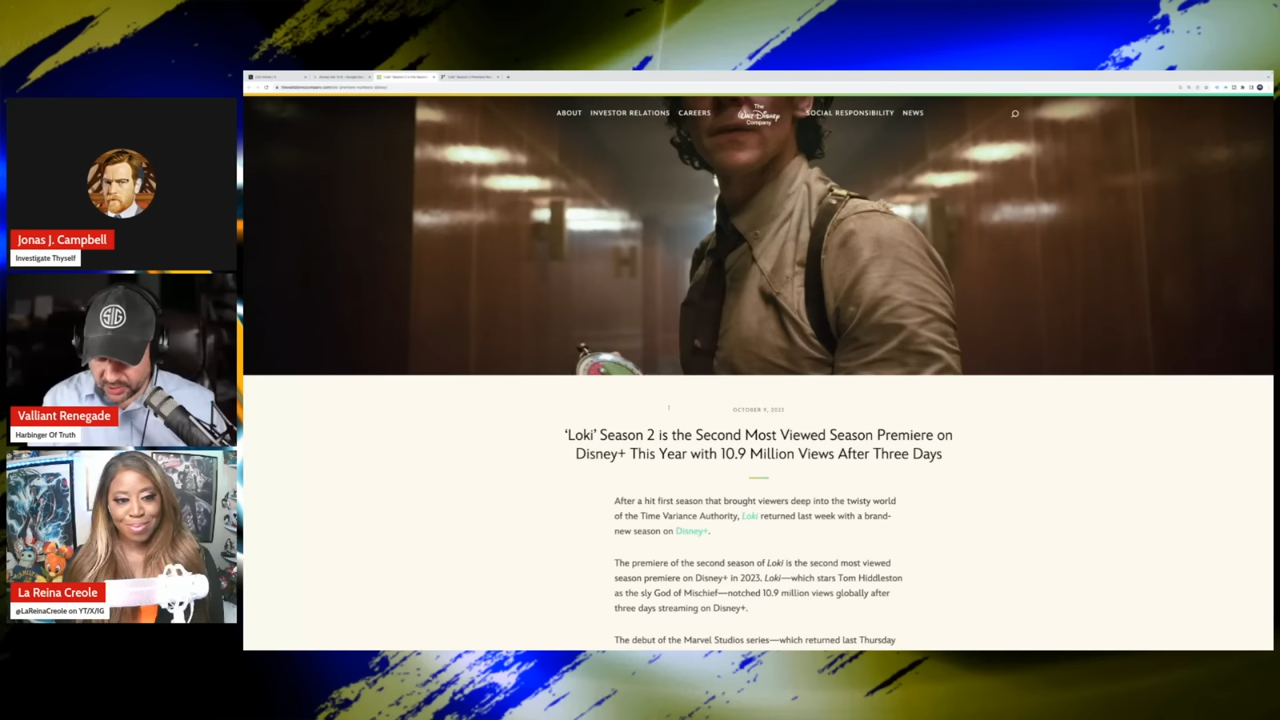 Jonas J. Campbell
Investigate Thyself
SIG
Valliant Renegade
Harbinger Of Truth
La Reina Creole
@LaReinaCreole on YT/X/IG
ABOUT INVESTOR RELATIONS CAREERS The Walt Disney Company SOCIAL RESPONSIBILITY NEWS
OCTOBER 9, 2023
‘Loki’ Season 2 is the Second Most Viewed Season Premiere on
Disney+ This Year with 10.9 Million Views After Three Days
After a hit first season that brought viewers deep into the twisty world
of the Time Variance Authority, Loki returned last week with a brand-
new season on Disney+.
The premiere of the second season of Loki is the second most viewed
season premiere on Disney+ in 2023. Loki—which stars Tom Hiddleston
as the sly God of Mischief—notched 10.9 million views globally after
three days streaming on Disney+.
The debut of the Marvel Studios series—which returned last Thursday